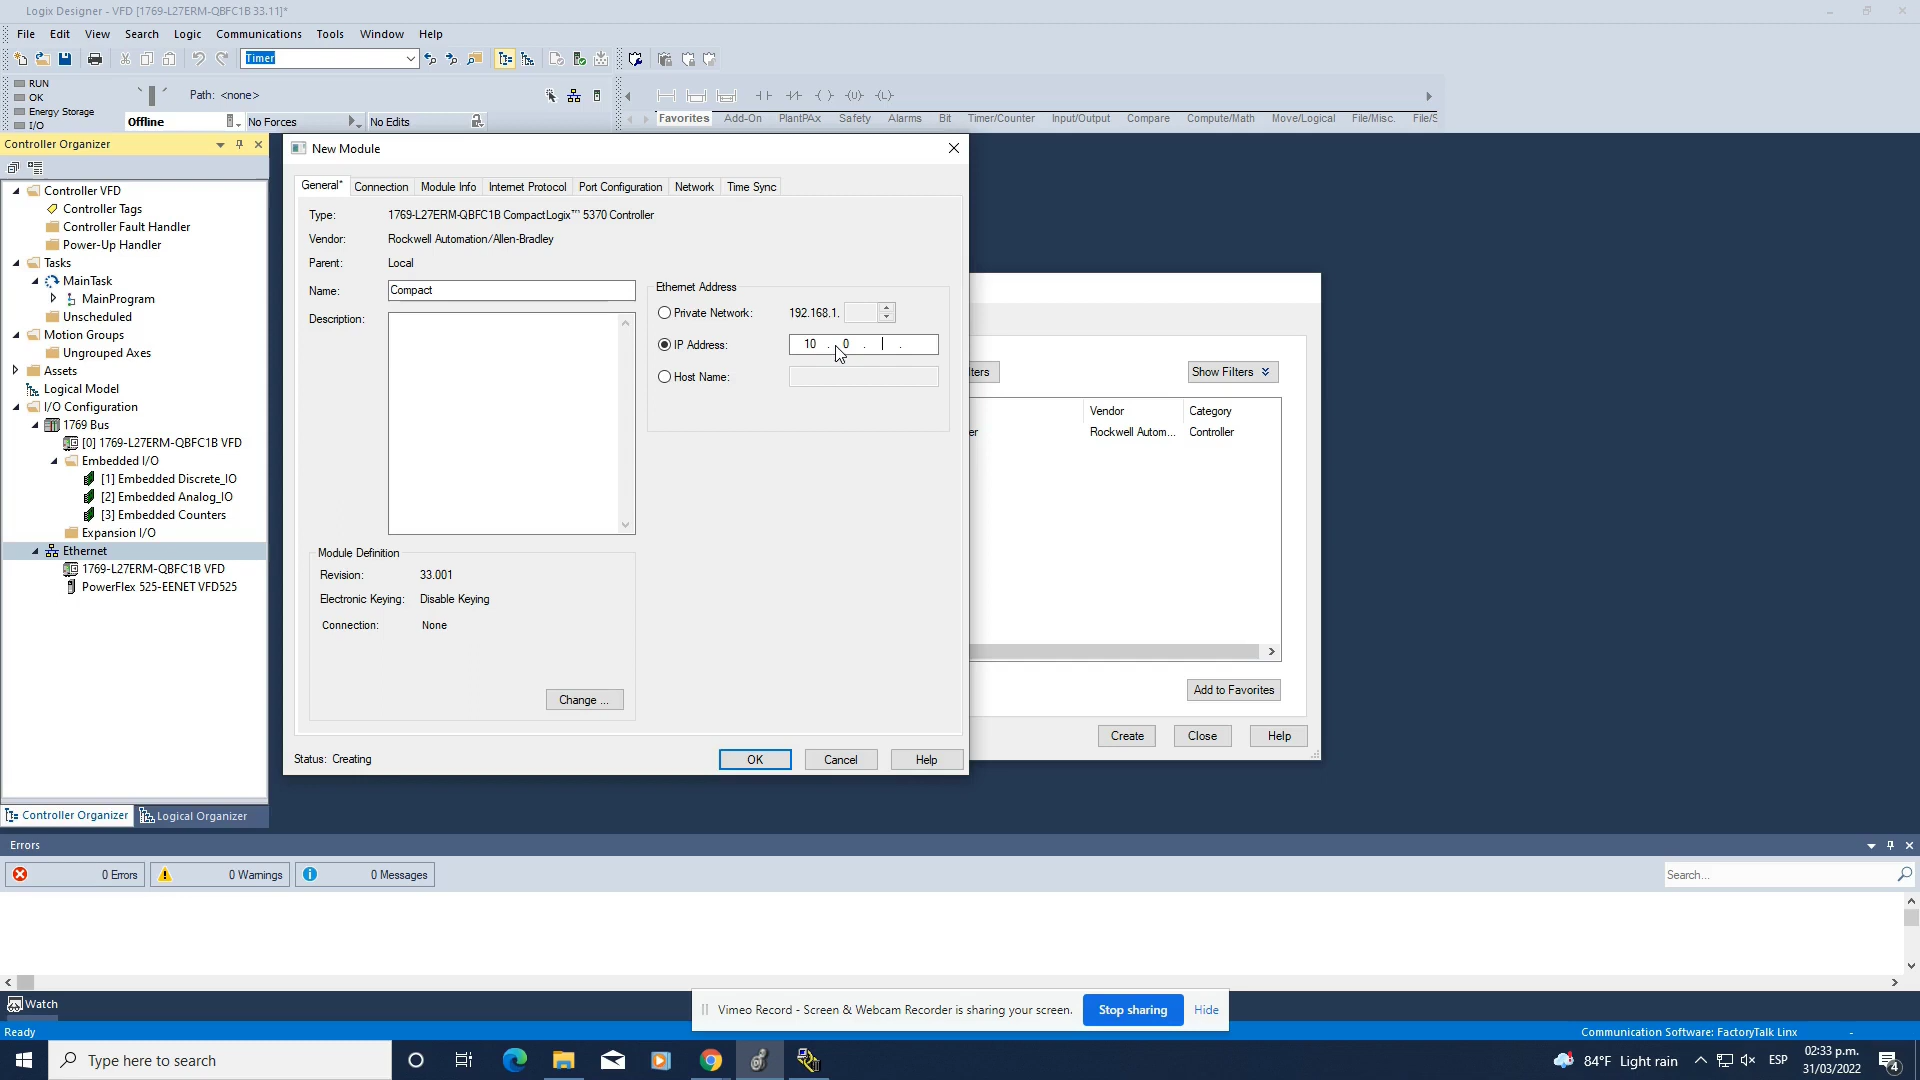 Logix Designer - VFD [1769-L27ERM-QBFC1B 33.11]*
File Edit View Search Logic Communications Tools Window Help
Timer
RUN
OK
Energy Storage
I/O
Path: <none>
Offline
No Forces
No Edits
Favorites Add-On PlantPAx Safety Alarms Bit Timer/Counter Input/Output Compare Compute/Math Move/Logical File/Misc. File/S
Controller Organizer
Controller VFD
Controller Tags
Controller Fault Handler
Power-Up Handler
Tasks
MainTask
MainProgram
Unscheduled
Motion Groups
Ungrouped Axes
Assets
Logical Model
I/O Configuration
1769 Bus
[0] 1769-L27ERM-QBFC1B VFD
Embedded I/O
[1] Embedded Discrete_IO
[2] Embedded Analog_IO
[3] Embedded Counters
Expansion I/O
Ethernet
1769-L27ERM-QBFC1B VFD
PowerFlex 525-EENET VFD525
Controller Organizer
Logical Organizer
New Module
General* Connection Module Info Internet Protocol Port Configuration Network Time Sync
Type: 1769-L27ERM-QBFC1B CompactLogix™ 5370 Controller
Vendor: Rockwell Automation/Allen-Bradley
Parent: Local
Name: Compact
Description:
Ethernet Address
Private Network: 192.168.1.
IP Address: 10 . 0 . .
Host Name:
Module Definition
Revision: 33.001
Electronic Keying: Disable Keying
Connection: None
Change ...
Status: Creating
OK Cancel Help
lters
Show Filters
Vendor Category
er Rockwell Autom... Controller
Add to Favorites
Create Close Help
Errors
0 Errors 0 Warnings 0 Messages
Search...
Watch
Vimeo Record - Screen & Webcam Recorder is sharing your screen. Stop sharing Hide
Ready
Communication Software: FactoryTalk Linx -
Type here to search
84°F Light rain
ESP
02:33 p.m.
31/03/2022
4